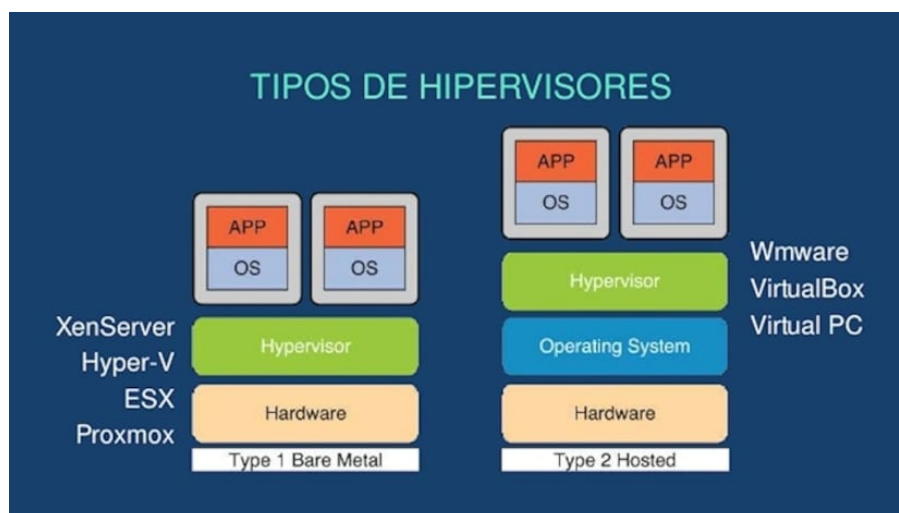 TIPOS DE HIPERVISORES
APP
OS
APP
OS
Hypervisor
Hardware
Type 1 Bare Metal
XenServer
Hyper-V
ESX
Proxmox
APP
OS
APP
OS
Hypervisor
Operating System
Hardware
Type 2 Hosted
Wmware
VirtualBox
Virtual PC